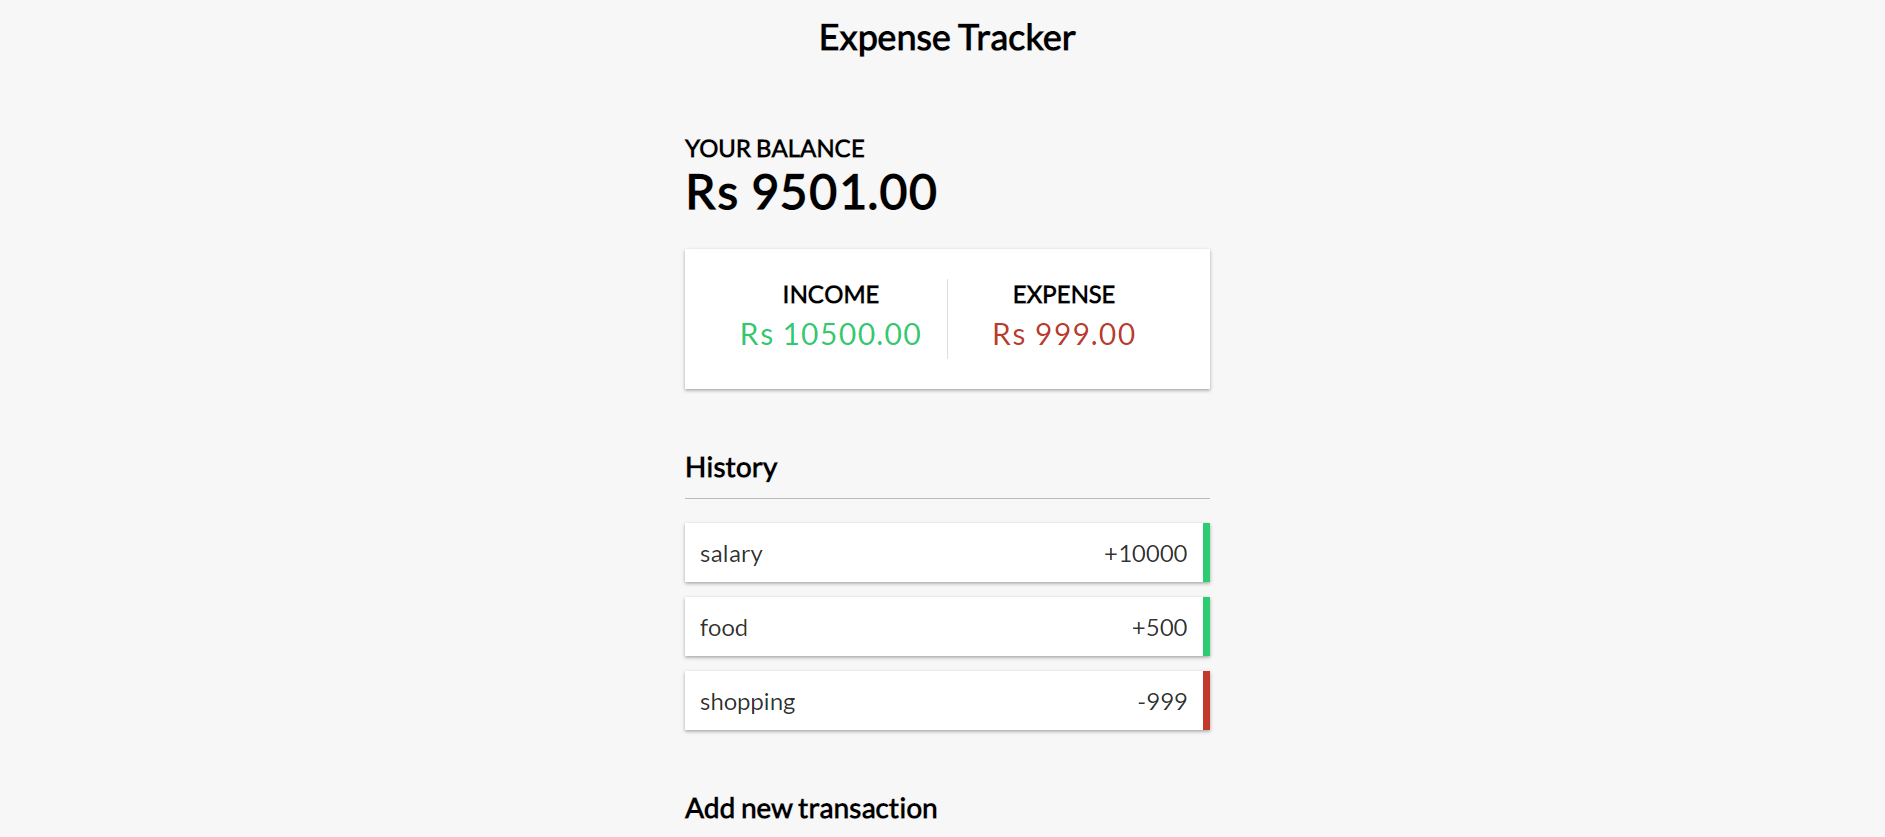 Expense Tracker
YOUR BALANCE
Rs 9501.00
INCOME EXPENSE
Rs 10500.00 Rs 999.00
History
salary +10000
food +500
shopping -999
Add new transaction